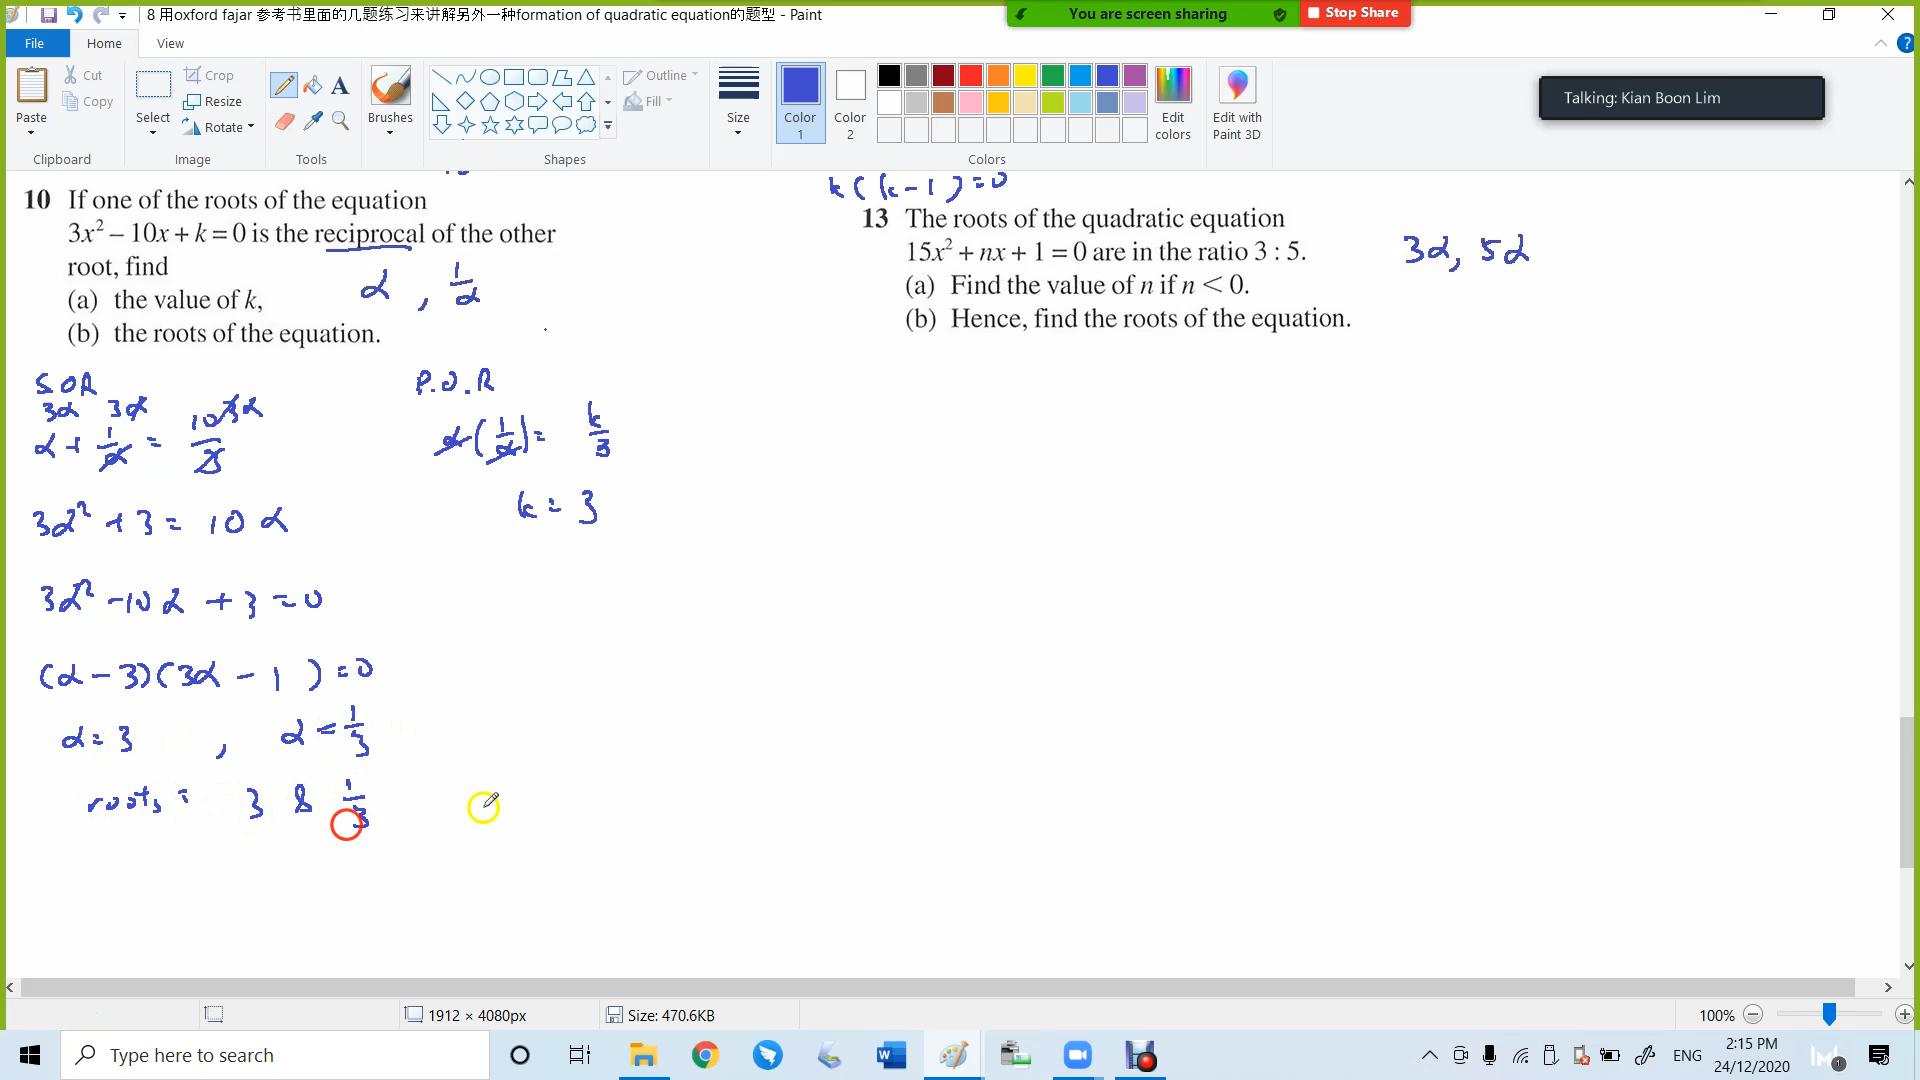 8 用oxford fajar 参考书里面的几题练习来讲解另外一种formation of quadratic equation的题型 - Paint
You are screen sharing
Stop Share
File
Home
View
Paste
Cut
Copy
Clipboard
Select
Crop
Resize
Rotate
Image
Tools
Brushes
Shapes
Outline
Fill
Size
Color 1
Color 2
Colors
Edit colors
Edit with Paint 3D
Talking: Kian Boon Lim
10 If one of the roots of the equation
3x² – 10x + k = 0 is the reciprocal of the other
root, find
(a) the value of k,
(b) the roots of the equation.
α , 1/α
S.O.R
3α 3α 3α
α + 1/α = 10/3
3α² + 3 = 10α
3α² - 10α + 3 = 0
(α - 3)(3α - 1) = 0
α = 3 , α = 1/3
roots = 3 & 1/3
P.O.R
α(1/α) = k/3
k = 3
k(k-1) = 0
13 The roots of the quadratic equation
15x² + nx + 1 = 0 are in the ratio 3 : 5.
(a) Find the value of n if n < 0.
(b) Hence, find the roots of the equation.
3α, 5α
1912 × 4080px
Size: 470.6KB
100%
Type here to search
ENG
2:15 PM
24/12/2020
1